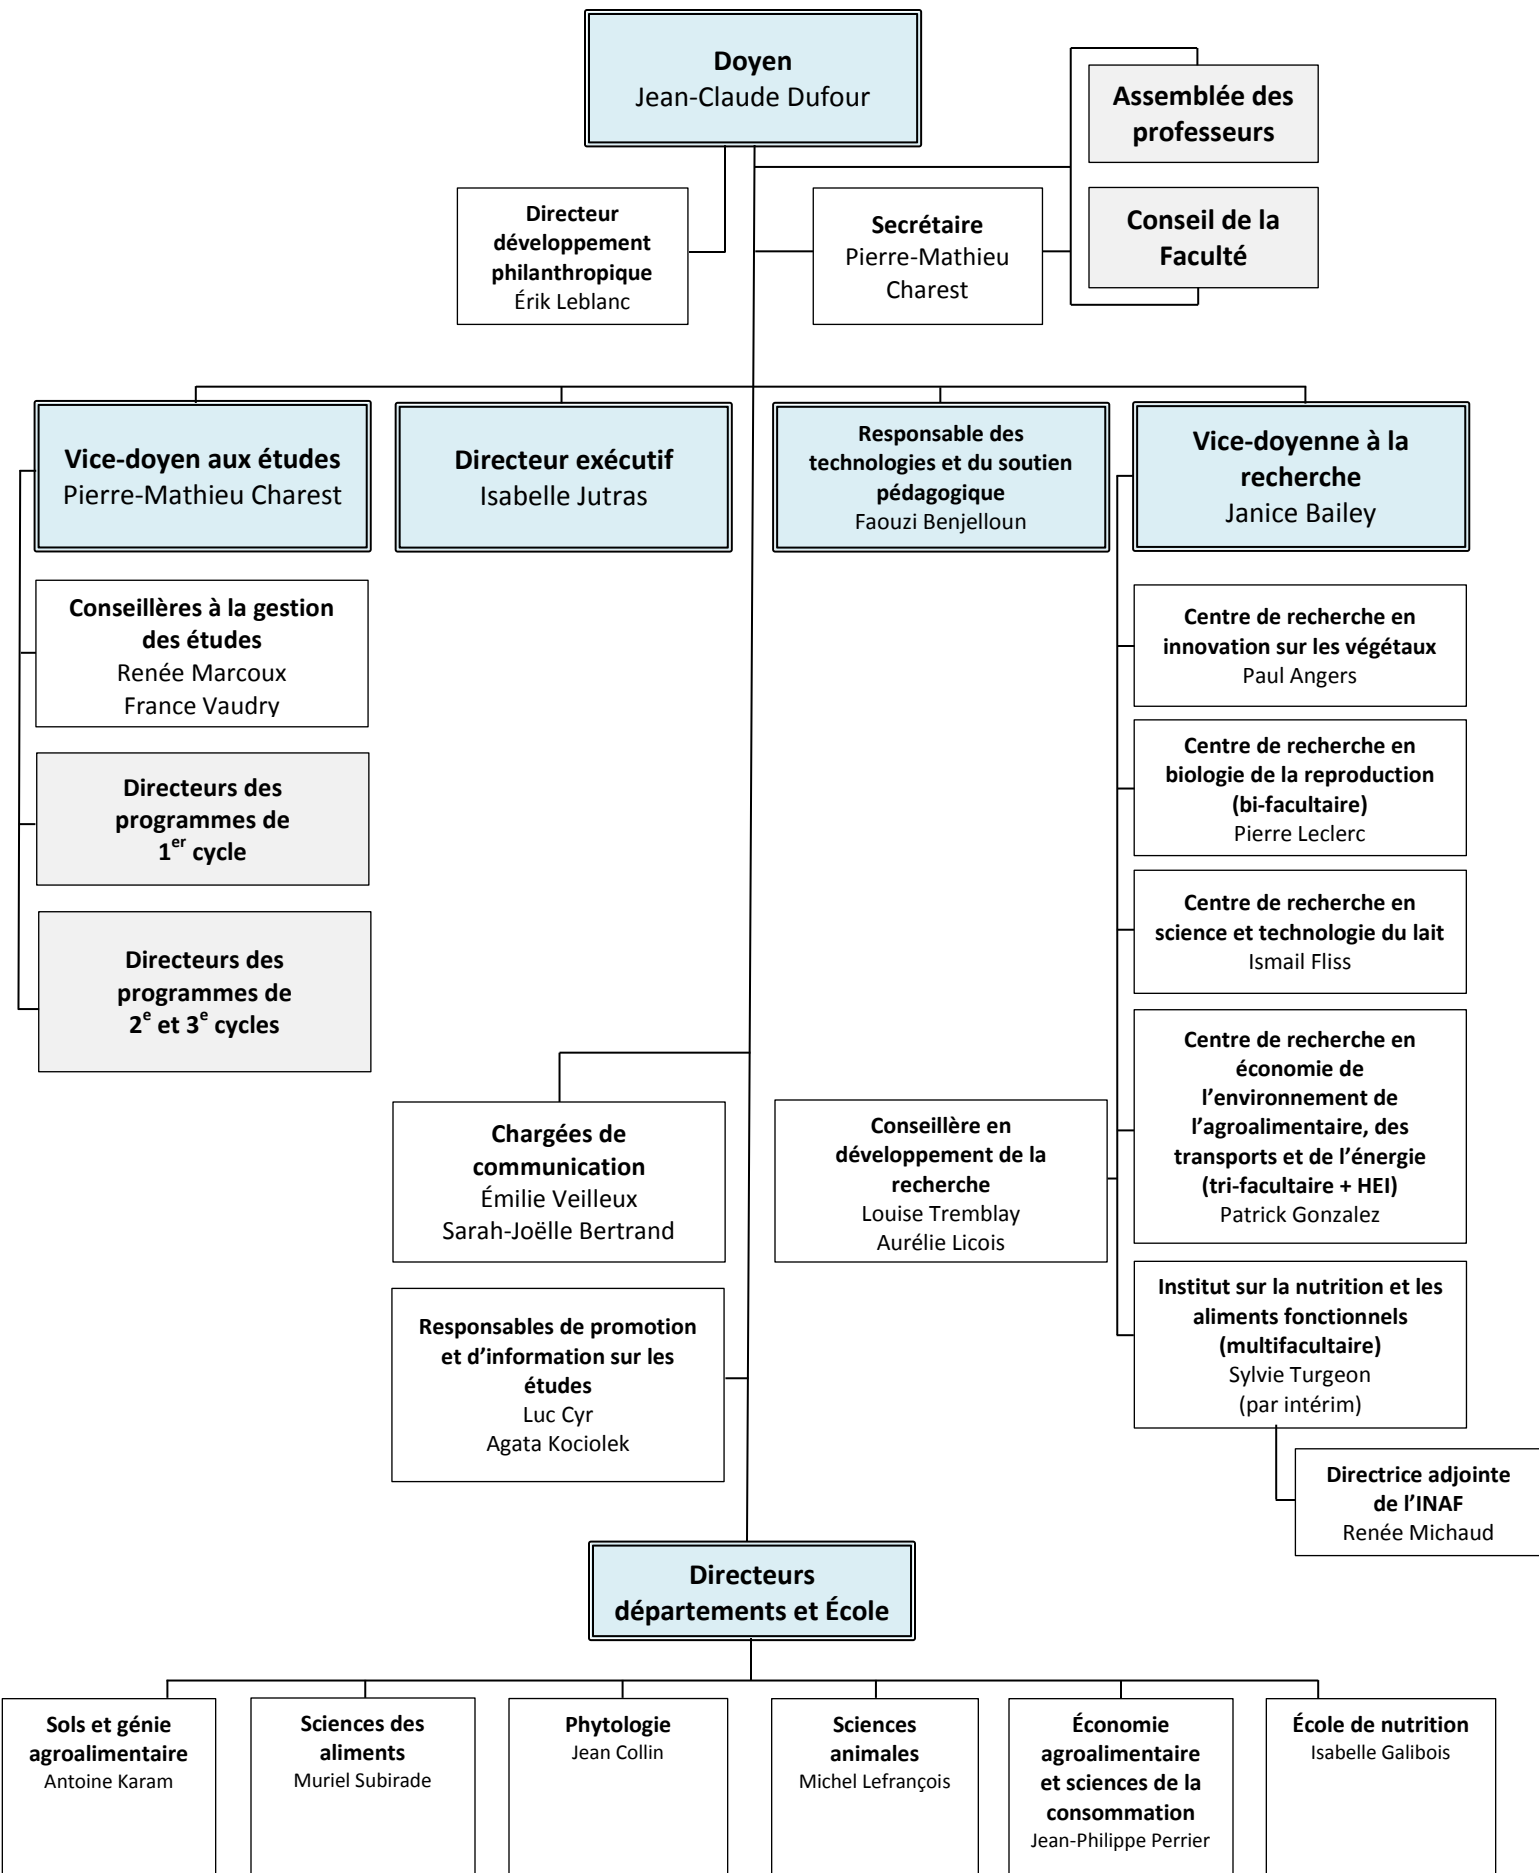 Doyen
Jean-Claude Dufour
Assemblée des
professeurs
Directeur
développement
philanthropique
Érik Leblanc
Secrétaire
Pierre-Mathieu
Charest
Conseil de la
Faculté
Vice-doyen aux études
Pierre-Mathieu Charest
Directeur exécutif
Isabelle Jutras
Responsable des
technologies et du soutien
pédagogique
Faouzi Benjelloun
Vice-doyenne à la
recherche
Janice Bailey
Conseillères à la gestion
des études
Renée Marcoux
France Vaudry
Directeurs des
programmes de
1er cycle
Directeurs des
programmes de
2e et 3e cycles
Centre de recherche en
innovation sur les végétaux
Paul Angers
Centre de recherche en
biologie de la reproduction
(bi-facultaire)
Pierre Leclerc
Centre de recherche en
science et technologie du lait
Ismail Fliss
Centre de recherche en
économie de
l’environnement de
l’agroalimentaire, des
transports et de l’énergie
(tri-facultaire + HEI)
Patrick Gonzalez
Chargées de
communication
Émilie Veilleux
Sarah-Joëlle Bertrand
Conseillère en
développement de la
recherche
Louise Tremblay
Aurélie Licois
Responsables de promotion
et d’information sur les
études
Luc Cyr
Agata Kociolek
Institut sur la nutrition et les
aliments fonctionnels
(multifacultaire)
Sylvie Turgeon
(par intérim)
Directrice adjointe
de l’INAF
Renée Michaud
Directeurs
départements et École
Sols et génie
agroalimentaire
Antoine Karam
Sciences des
aliments
Muriel Subirade
Phytologie
Jean Collin
Sciences
animales
Michel Lefrançois
Économie
agroalimentaire
et sciences de la
consommation
Jean-Philippe Perrier
École de nutrition
Isabelle Galibois